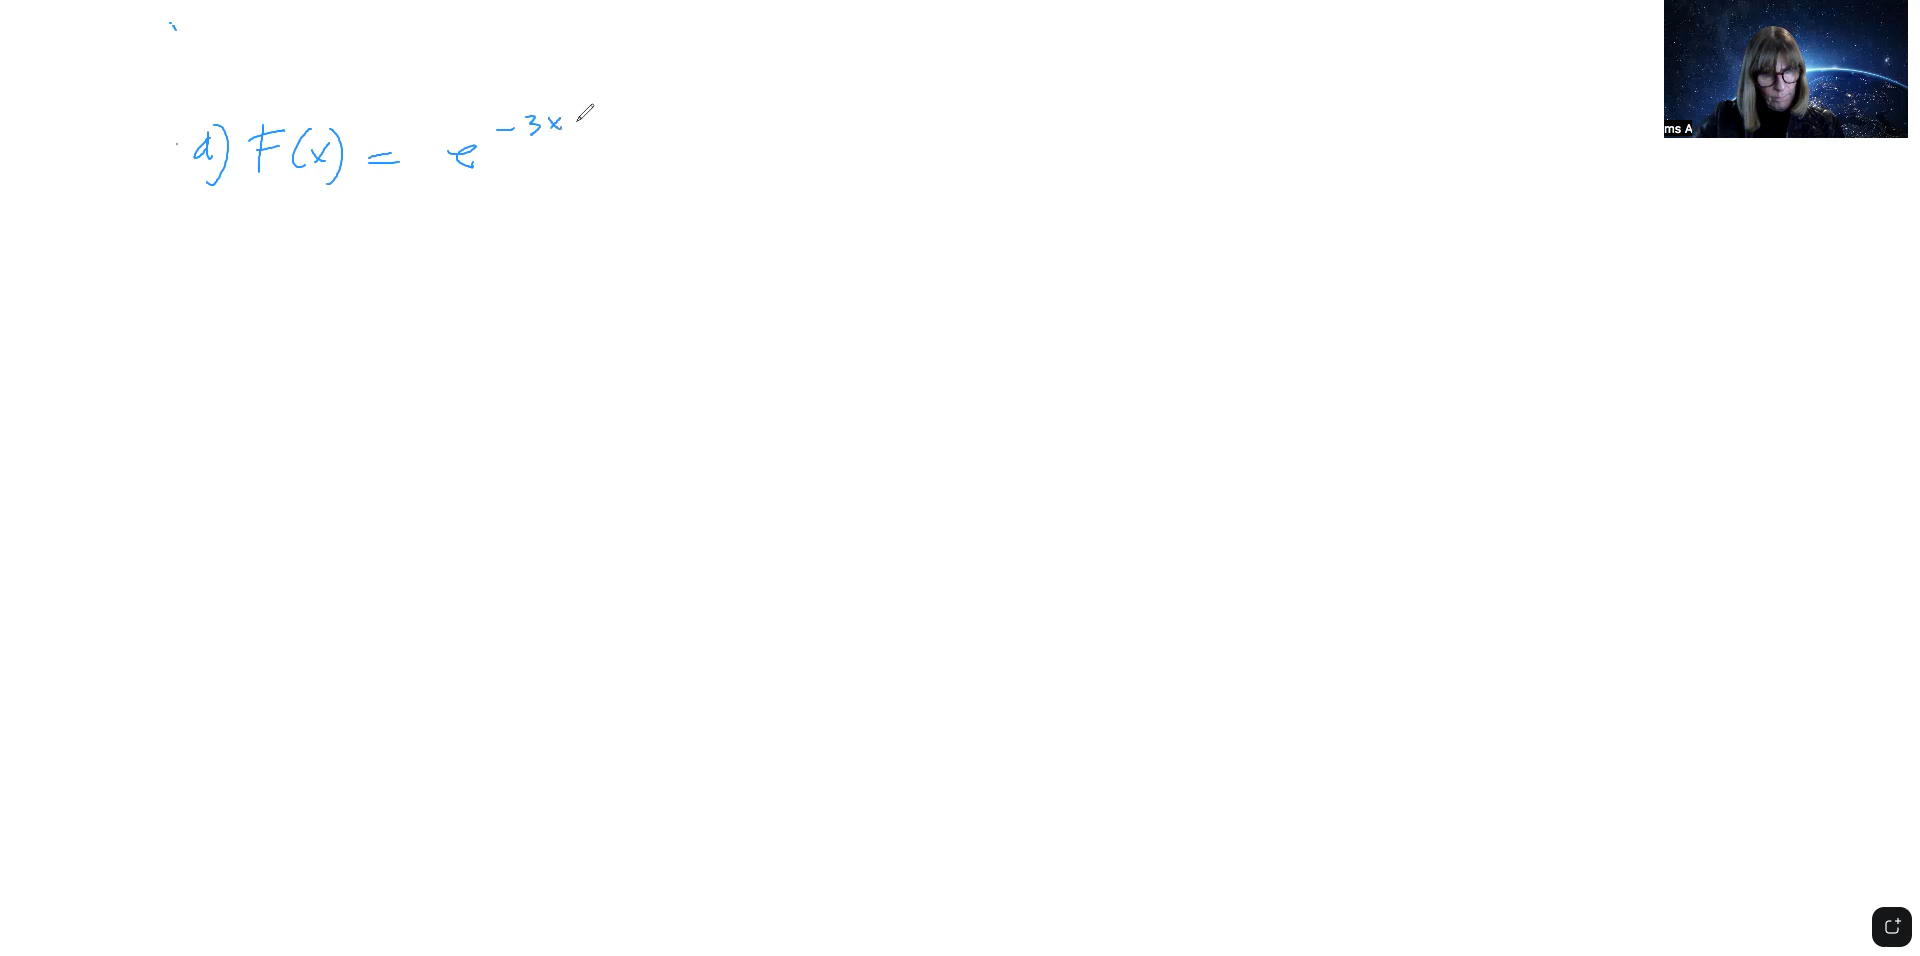 d) F(x) = e^{-3x}
ms A